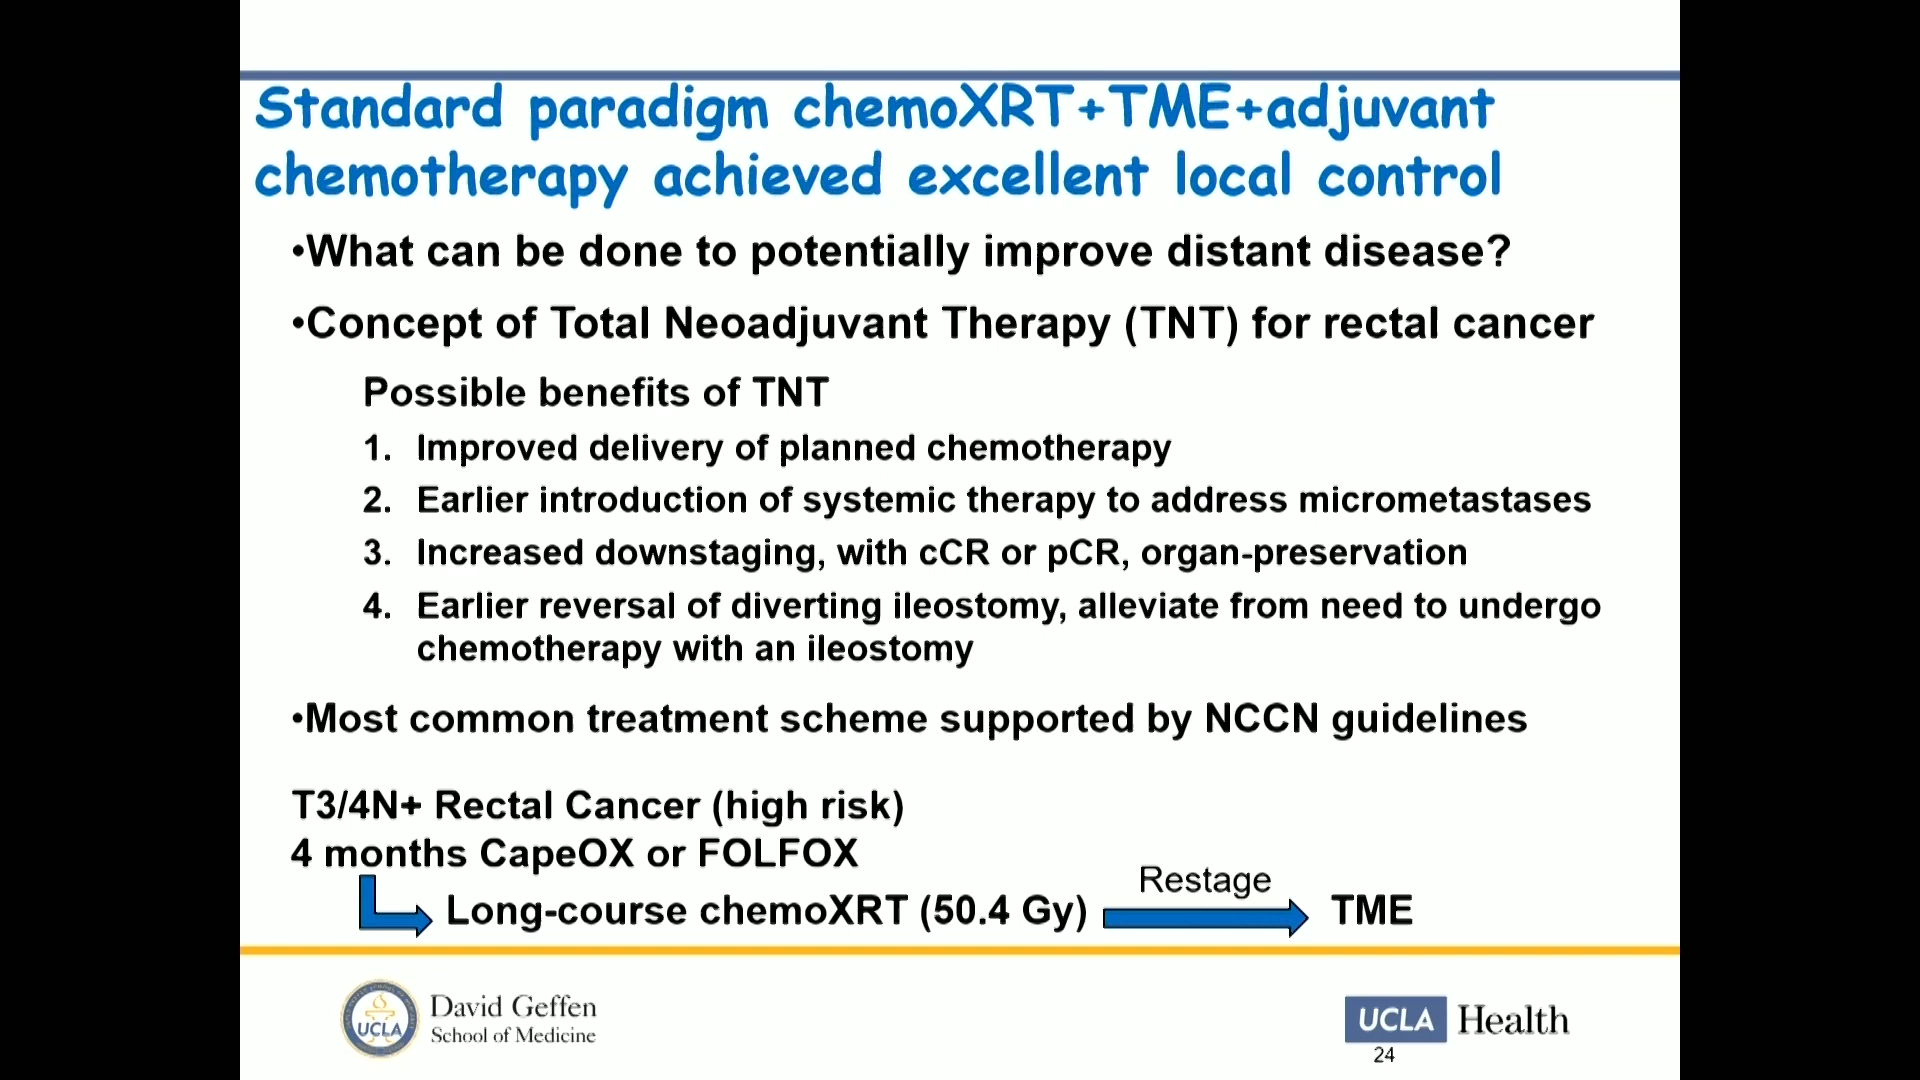 Standard paradigm chemoXRT+TME+adjuvant
chemotherapy achieved excellent local control
•What can be done to potentially improve distant disease?
•Concept of Total Neoadjuvant Therapy (TNT) for rectal cancer
Possible benefits of TNT
1. Improved delivery of planned chemotherapy
2. Earlier introduction of systemic therapy to address micrometastases
3. Increased downstaging, with cCR or pCR, organ-preservation
4. Earlier reversal of diverting ileostomy, alleviate from need to undergo
chemotherapy with an ileostomy
•Most common treatment scheme supported by NCCN guidelines
T3/4N+ Rectal Cancer (high risk)
4 months CapeOX or FOLFOX
Restage
Long-course chemoXRT (50.4 Gy) TME
UCLA
David Geffen
School of Medicine
UCLA Health
24